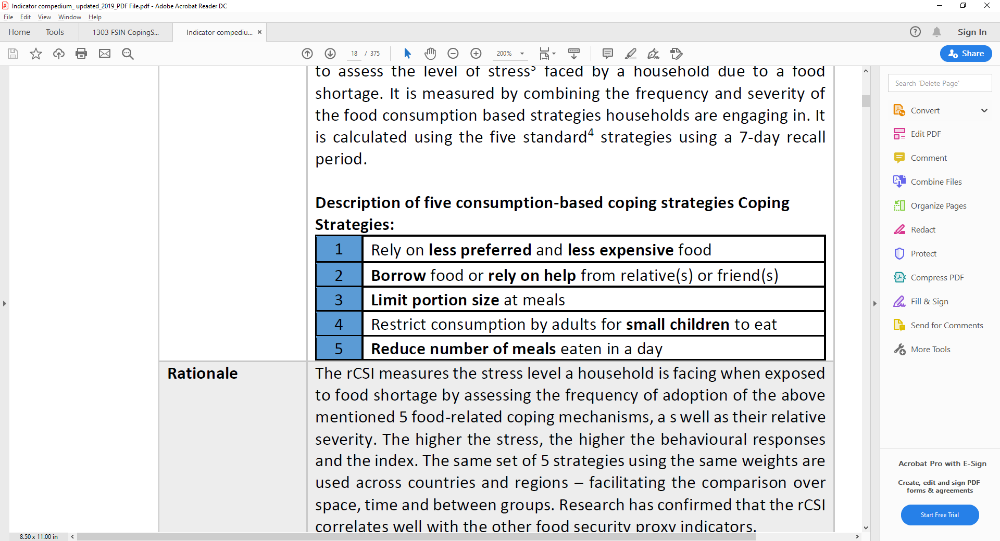 Indicator compedium_ updated_2019_PDF File.pdf - Adobe Acrobat Reader DC
File Edit View Window Help
Home Tools 1303 FSIN CopingS... Indicator compediu... × ? Sign In
18 / 375 200% Share
to assess the level of stress³ faced by a household due to a food
shortage. It is measured by combining the frequency and severity of
the food consumption based strategies households are engaging in. It
is calculated using the five standard⁴ strategies using a 7-day recall
period.
Description of five consumption-based coping strategies Coping
Strategies:
1 Rely on less preferred and less expensive food
2 Borrow food or rely on help from relative(s) or friend(s)
3 Limit portion size at meals
4 Restrict consumption by adults for small children to eat
5 Reduce number of meals eaten in a day
Rationale
The rCSI measures the stress level a household is facing when exposed
to food shortage by assessing the frequency of adoption of the above
mentioned 5 food-related coping mechanisms, a s well as their relative
severity. The higher the stress, the higher the behavioural responses
and the index. The same set of 5 strategies using the same weights are
used across countries and regions – facilitating the comparison over
space, time and between groups. Research has confirmed that the rCSI
correlates well with the other food security proxy indicators.
8.50 x 11.00 in
Search 'Delete Page'
Convert
Edit PDF
Comment
Combine Files
Organize Pages
Redact
Protect
Compress PDF
Fill & Sign
Send for Comments
More Tools
Acrobat Pro with E-Sign
Create, edit and sign PDF
forms & agreements
Start Free Trial